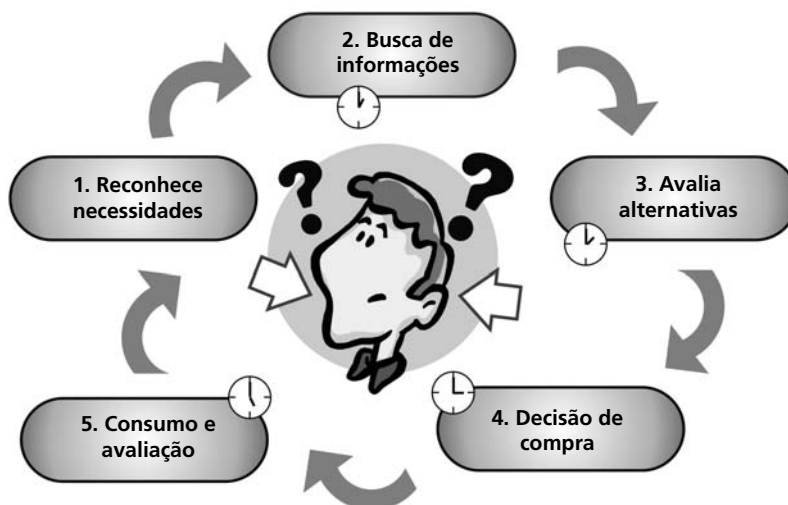 1. Reconhece
necessidades
2. Busca de
informações
3. Avalia
alternativas
4. Decisão de
compra
5. Consumo e
avaliação
? ?